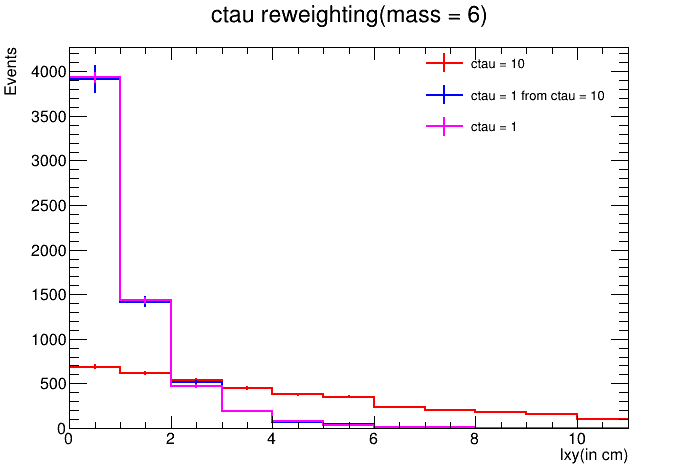 ctau reweighting(mass = 6)
Events
4000
3500
3000
2500
2000
1500
1000
500
0
0 2 4 6 8 10
lxy(in cm)
ctau = 10
ctau = 1 from ctau = 10
ctau = 1